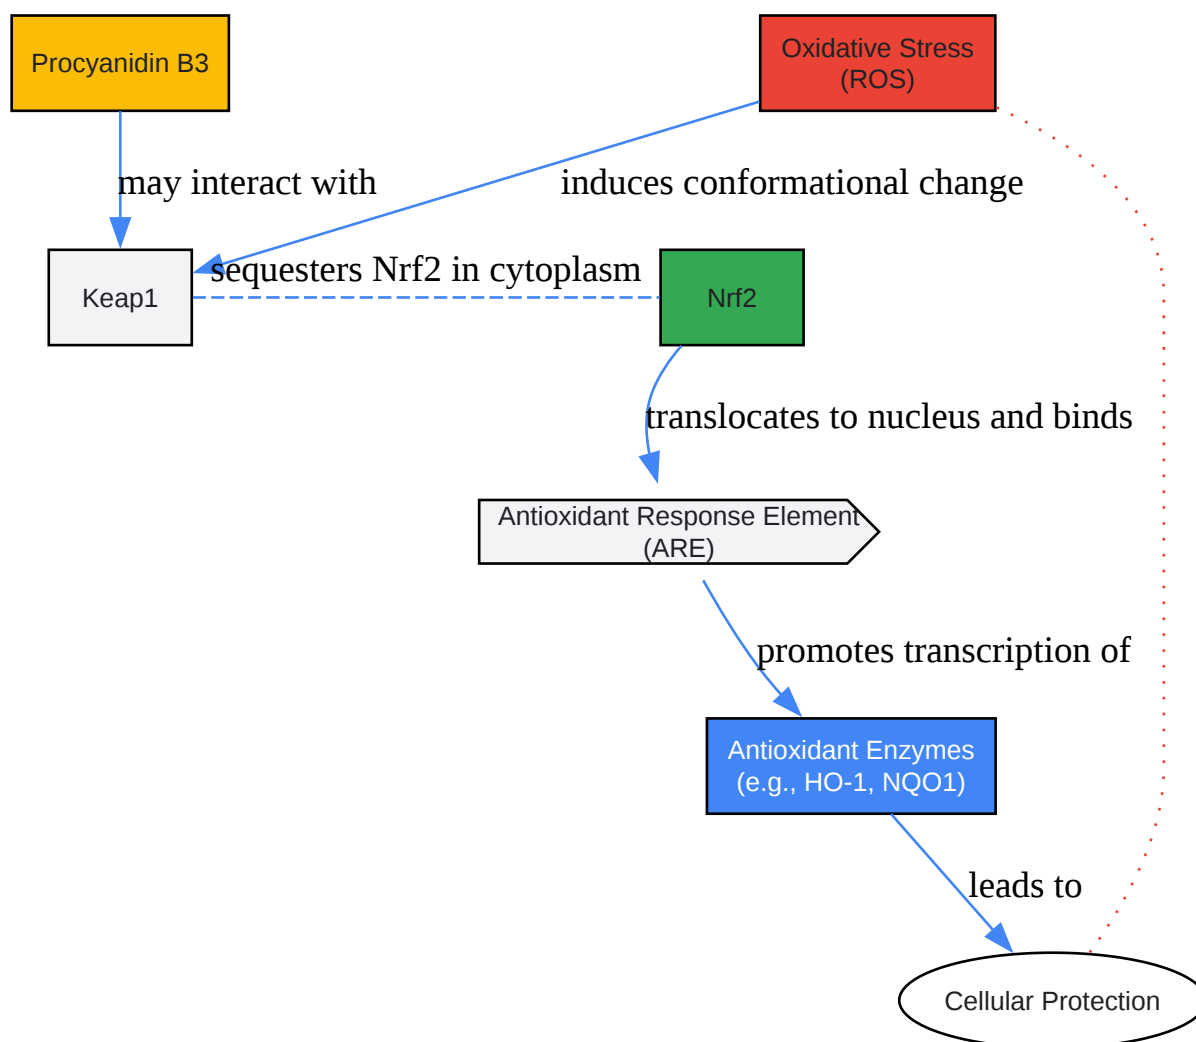 Procyanidin B3
Oxidative Stress
(ROS)
may interact with
induces conformational change
sequesters Nrf2 in cytoplasm
Keap1
Nrf2
translocates to nucleus and binds
Antioxidant Response Element
(ARE)
promotes transcription of
Antioxidant Enzymes
(e.g., HO-1, NQO1)
leads to
Cellular Protection